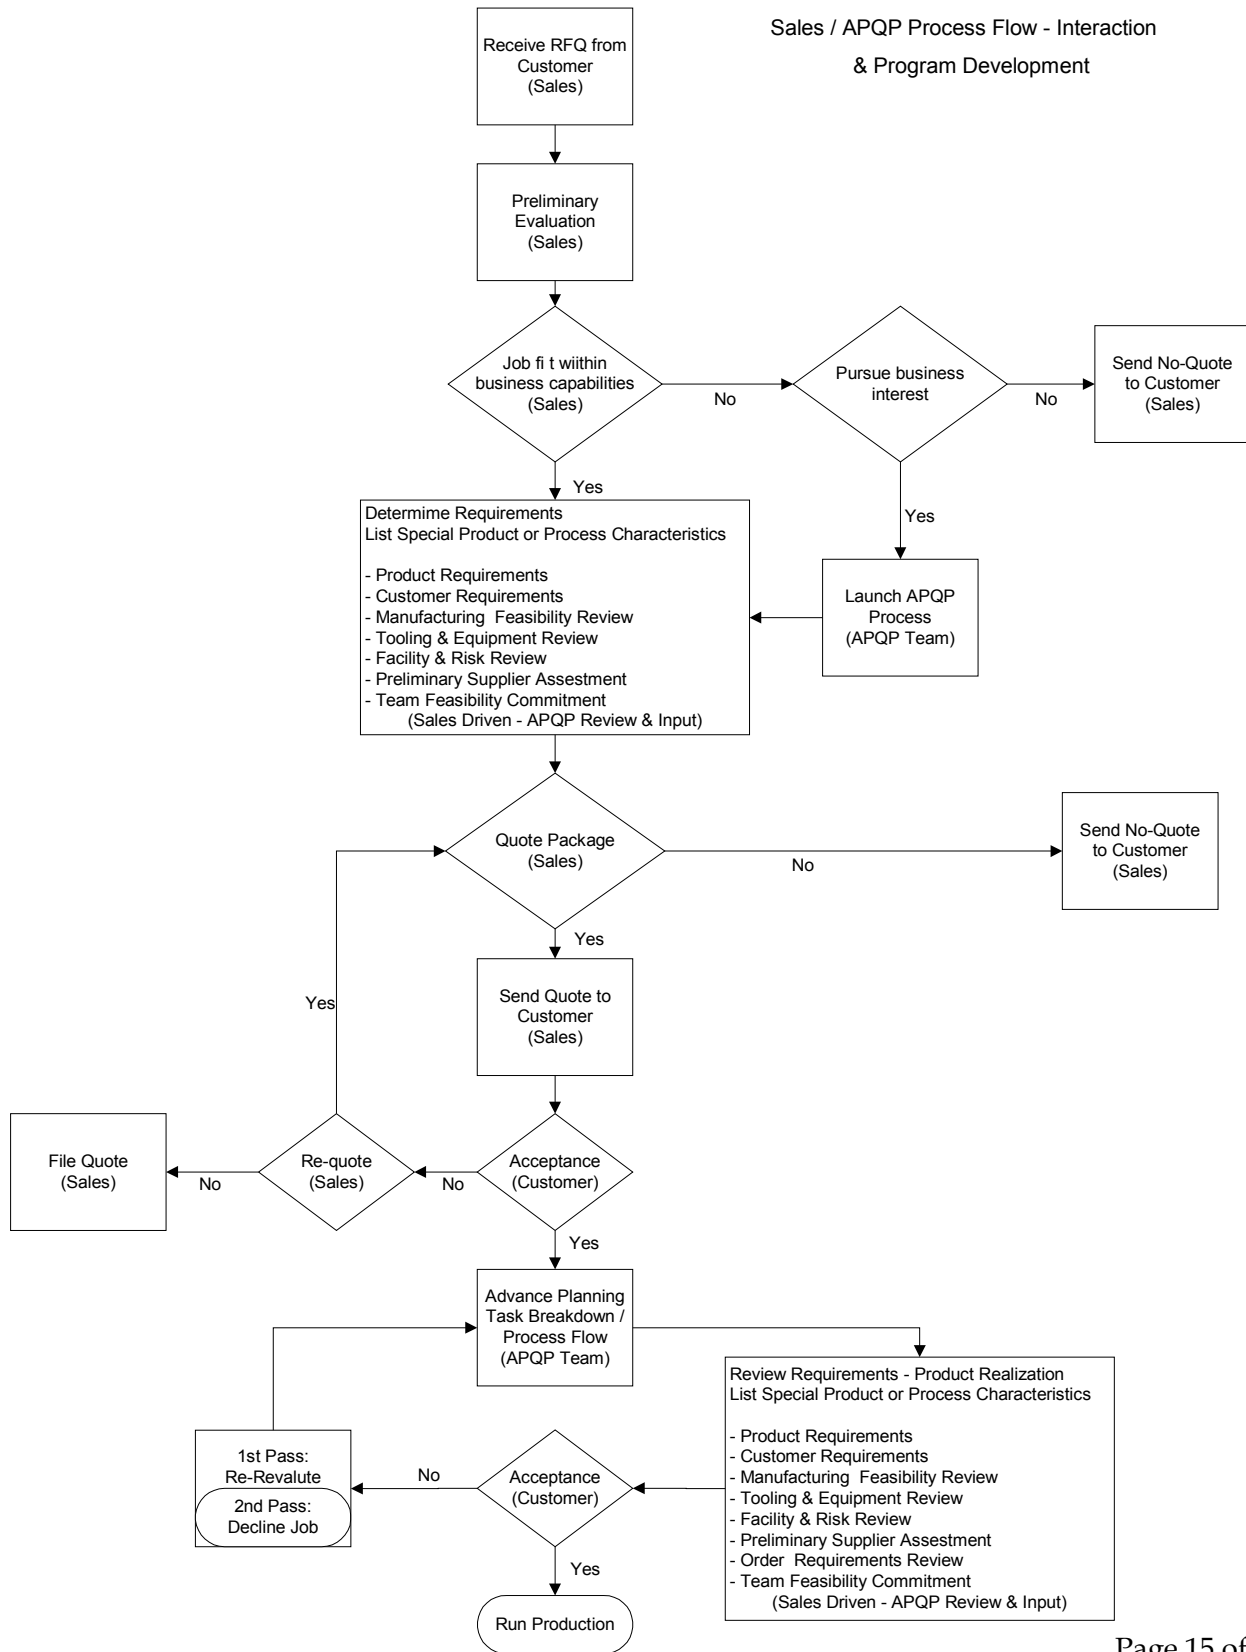 Sales / APQP Process Flow - Interaction
& Program Development
Receive RFQ from
Customer
(Sales)
Preliminary
Evaluation
(Sales)
Job fi t wiithin
business capabilities
(Sales)
No
Pursue business
interest
No
Send No-Quote
to Customer
(Sales)
Yes
Yes
Determime Requirements
List Special Product or Process Characteristics
- Product Requirements
- Customer Requirements
- Manufacturing  Feasibility Review
- Tooling & Equipment Review
- Facility & Risk Review
- Preliminary Supplier Assestment
- Team Feasibility Commitment
(Sales Driven - APQP Review & Input)
Launch APQP
Process
(APQP Team)
Quote Package
(Sales)
No
Send No-Quote
to Customer
(Sales)
Yes
Yes
Send Quote to
Customer
(Sales)
File Quote
(Sales)
No
Re-quote
(Sales)
No
Acceptance
(Customer)
Yes
Advance Planning
Task Breakdown /
Process Flow
(APQP Team)
Review Requirements - Product Realization
List Special Product or Process Characteristics
- Product Requirements
- Customer Requirements
- Manufacturing  Feasibility Review
- Tooling & Equipment Review
- Facility & Risk Review
- Preliminary Supplier Assestment
- Order  Requirements Review
- Team Feasibility Commitment
(Sales Driven - APQP Review & Input)
1st Pass:
Re-Revalute
2nd Pass:
Decline Job
No
Acceptance
(Customer)
Yes
Run Production
Page 15 of